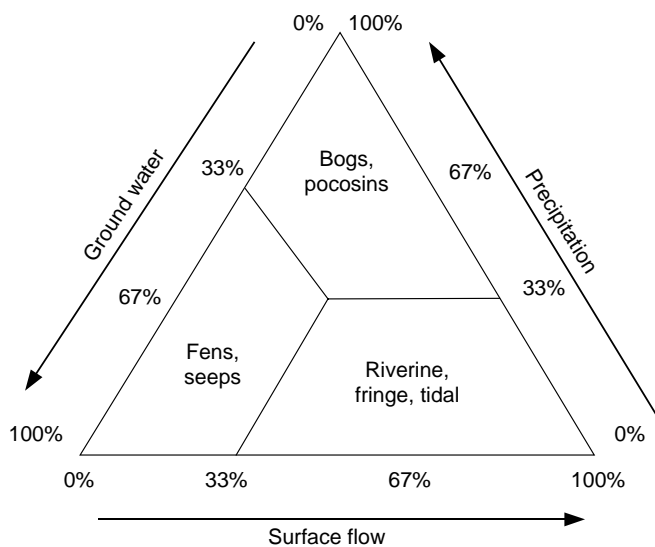 0% 100%
Bogs,
pocosins
33%
67%
Ground water
Precipitation
67%
33%
Fens,
seeps
Riverine,
fringe, tidal
100%
0%
0%
33%
67%
100%
Surface flow